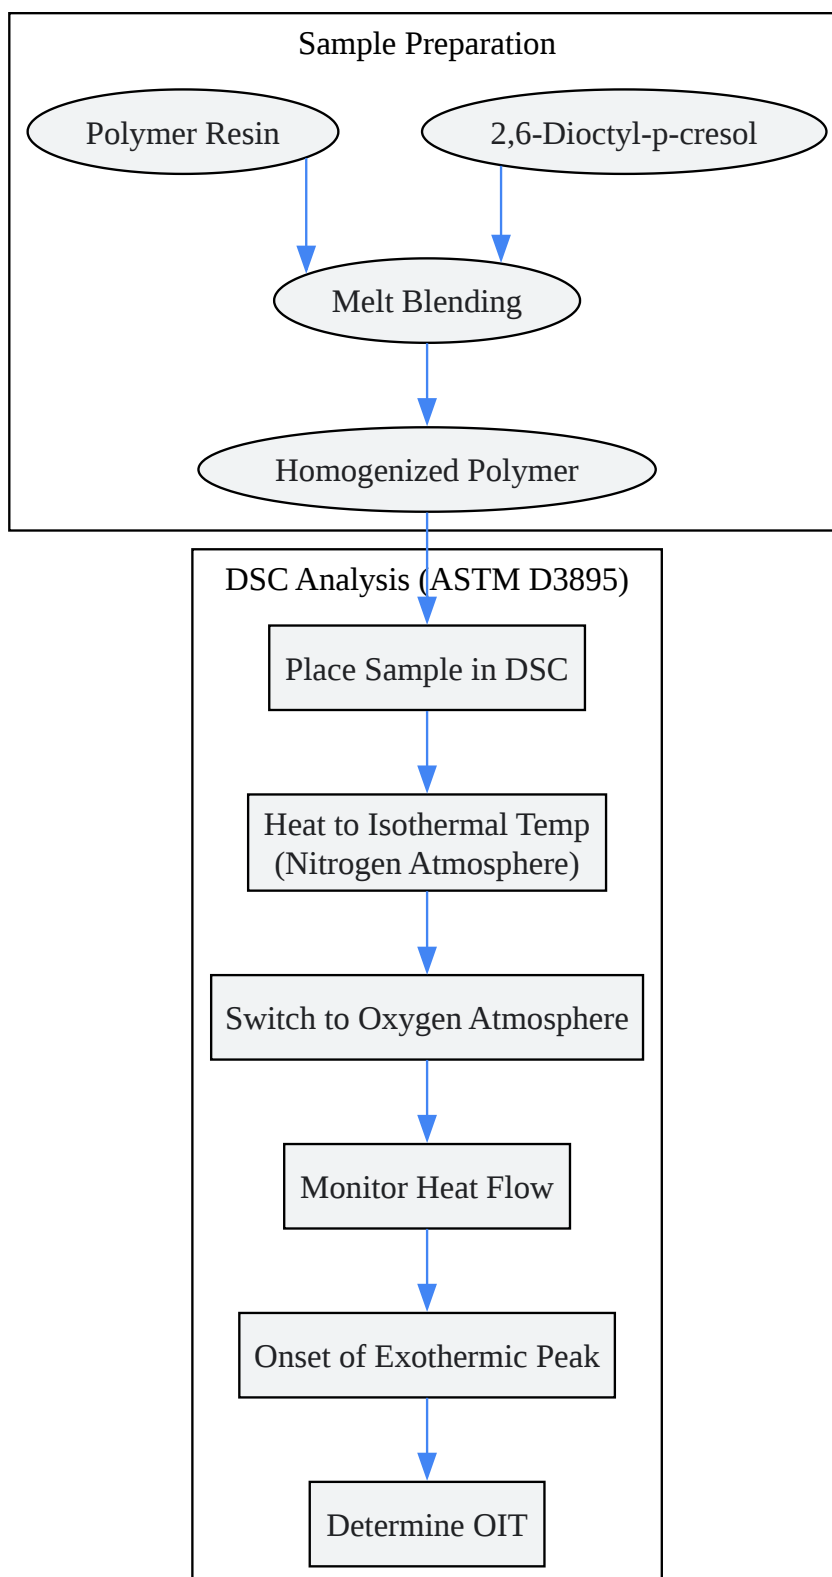 Sample Preparation
Polymer Resin
2,6-Dioctyl-p-cresol
Melt Blending
Homogenized Polymer
DSC Analysis (ASTM D3895)
Place Sample in DSC
Heat to Isothermal Temp
(Nitrogen Atmosphere)
Switch to Oxygen Atmosphere
Monitor Heat Flow
Onset of Exothermic Peak
Determine OIT